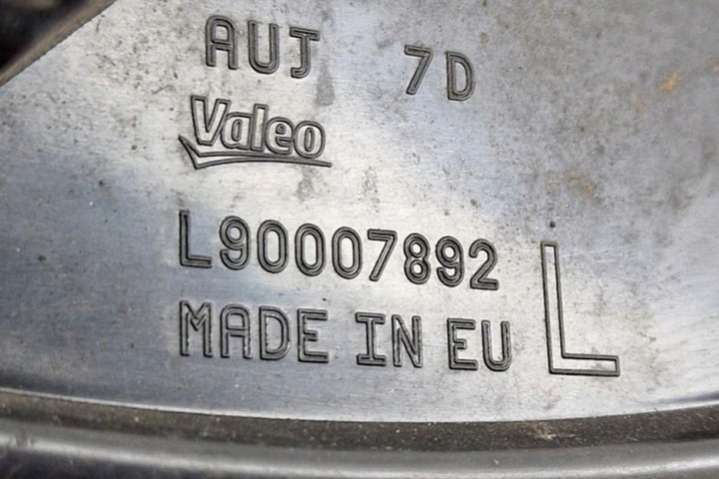 AUJ 7D
Valeo
L90007892
MADE IN EU
L